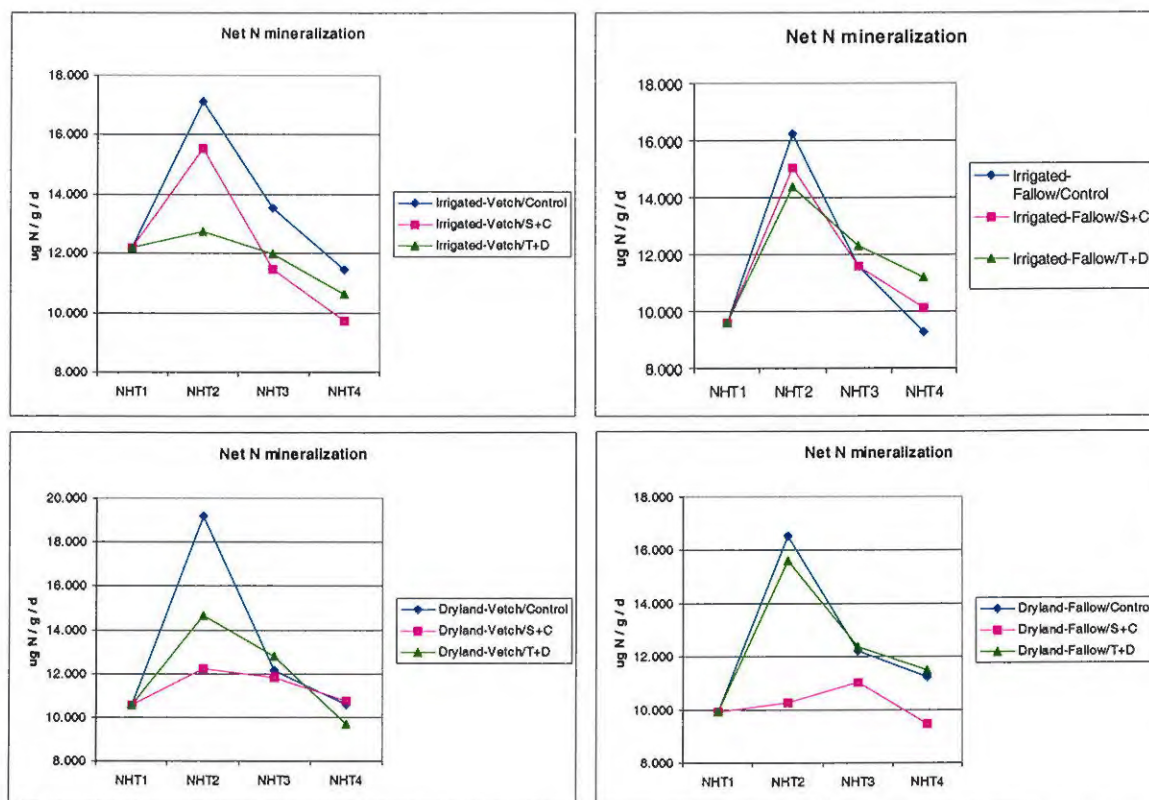 Net N mineralization
18.000
16.000
14.000
12.000
10.000
8.000
ug N / g / d
NHT1 NHT2 NHT3 NHT4
Irrigated-Vetch/Control
Irrigated-Vetch/S+C
Irrigated-Vetch/T+D
Net N mineralization
18.000
16.000
14.000
12.000
10.000
8.000
ug N / g / d
NHT1 NHT2 NHT3 NHT4
Irrigated-
Fallow/Control
Irrigated-Fallow/S+C
Irrigated-Fallow/T+D
Net N mineralization
20.000
18.000
16.000
14.000
12.000
10.000
8.000
ug N / g / d
NHT1 NHT2 NHT3 NHT4
Dryland-Vetch/Control
Dryland-Vetch/S+C
Dryland-Vetch/T+D
Net N mineralization
18.000
16.000
14.000
12.000
10.000
8.000
ug N / g / d
NHT1 NHT2 NHT3 NHT4
Dryland-Fallow/Control
Dryland-Fallow/S+C
Dryland-Fallow/T+D